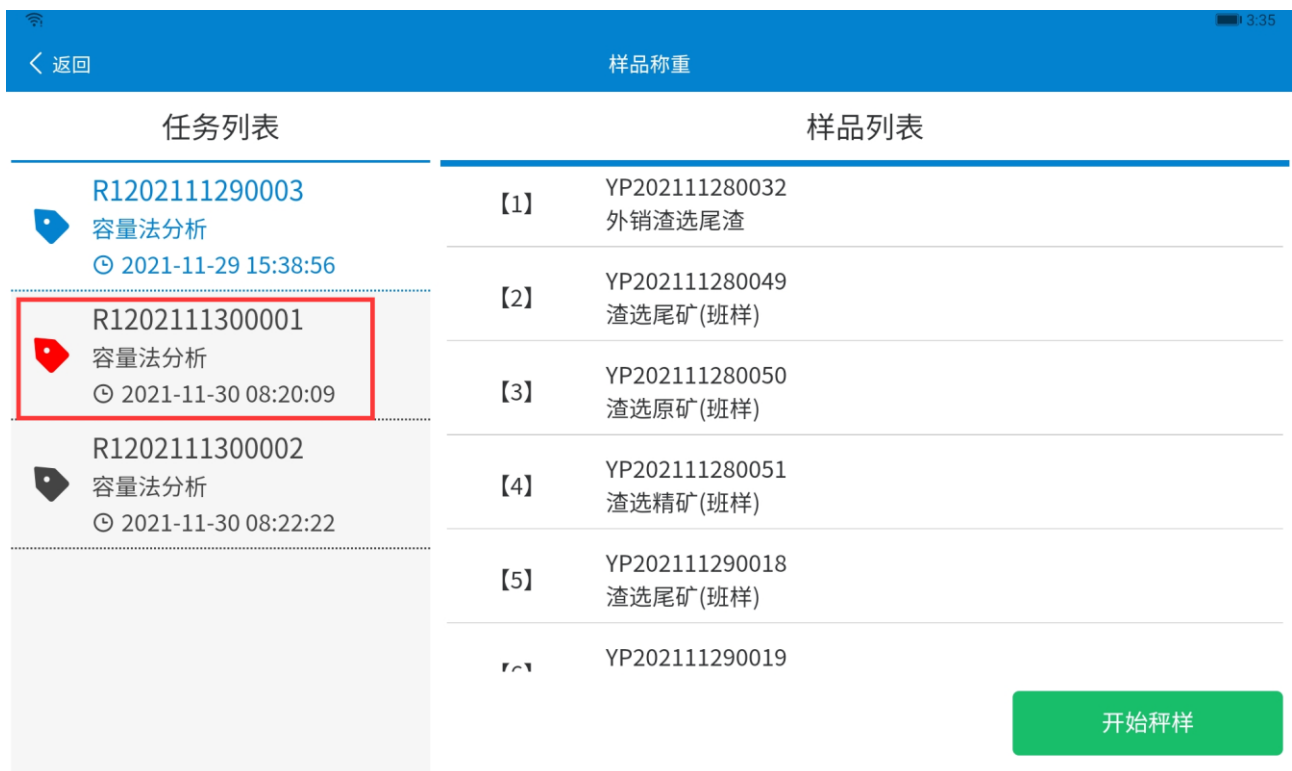 3:35
返回
样品称重
任务列表
样品列表
R1202111290003
容量法分析
2021-11-29 15:38:56
R1202111300001
容量法分析
2021-11-30 08:20:09
R1202111300002
容量法分析
2021-11-30 08:22:22
【1】
YP202111280032
外销渣选尾渣
【2】
YP202111280049
渣选尾矿(班样)
【3】
YP202111280050
渣选原矿(班样)
【4】
YP202111280051
渣选精矿(班样)
【5】
YP202111290018
渣选尾矿(班样)
YP202111290019
开始秤样